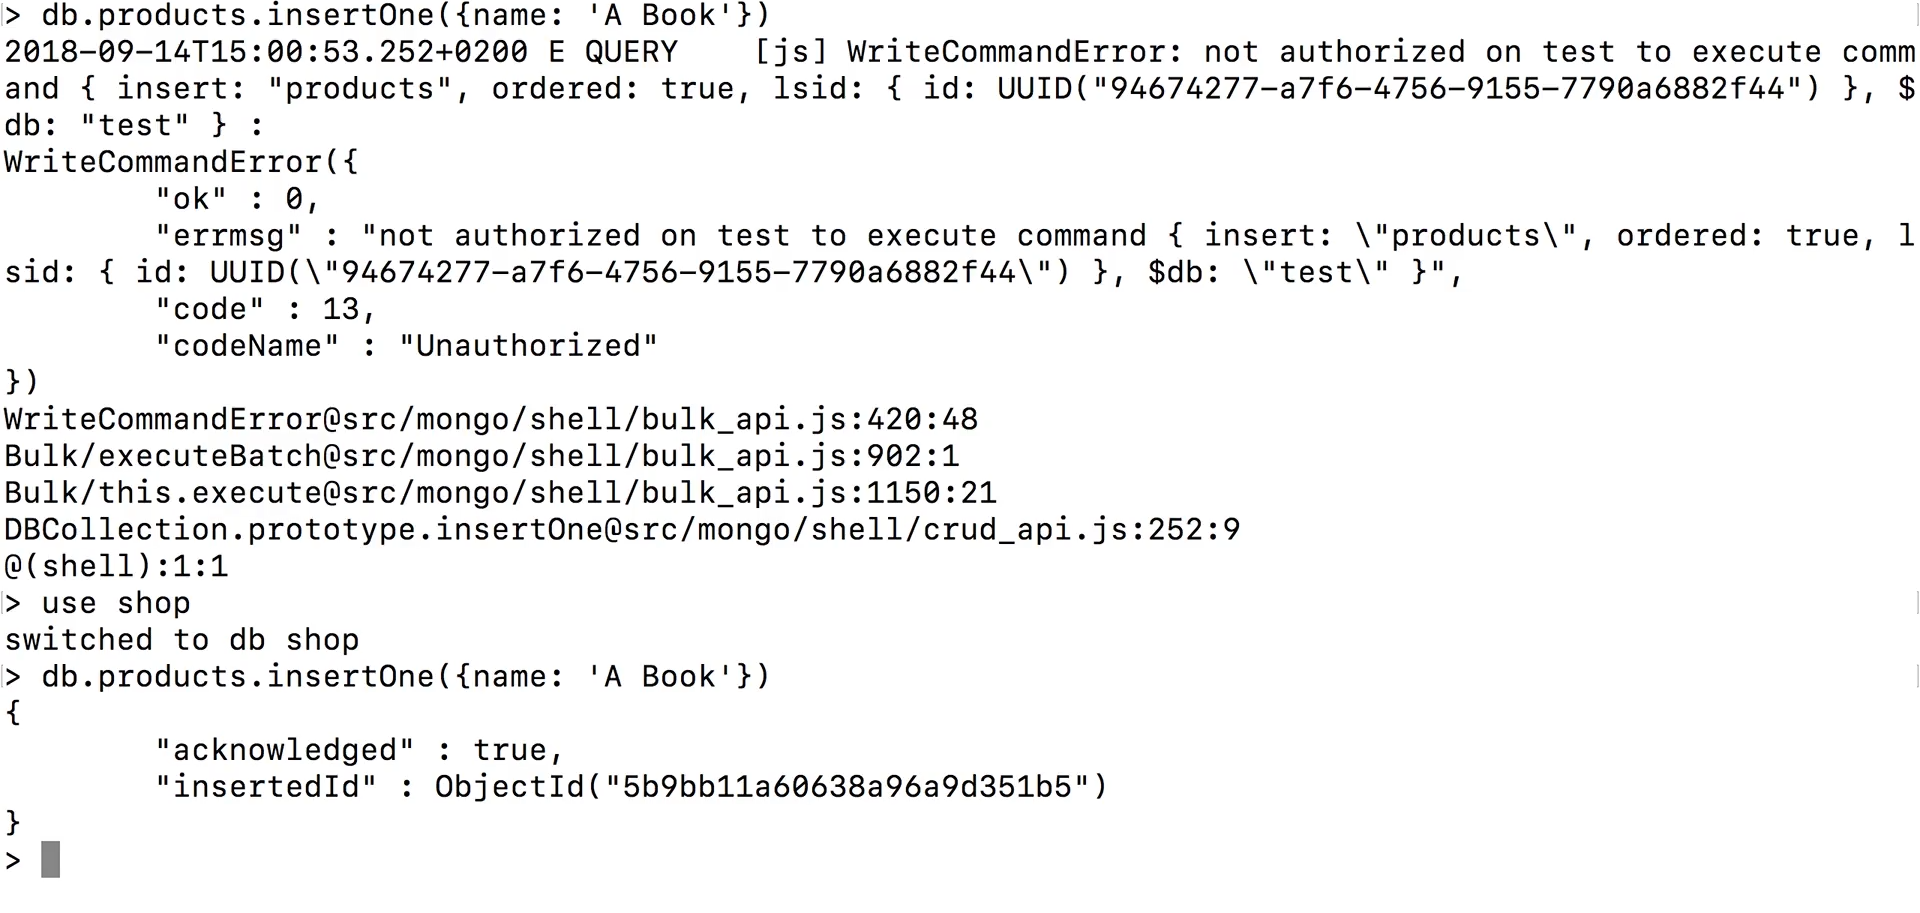 > db.products.insertOne({name: 'A Book'})
2018-09-14T15:00:53.252+0200 E QUERY    [js] WriteCommandError: not authorized on test to execute comm
and { insert: "products", ordered: true, lsid: { id: UUID("94674277-a7f6-4756-9155-7790a6882f44") }, $
db: "test" } :
WriteCommandError({
        "ok" : 0,
        "errmsg" : "not authorized on test to execute command { insert: \"products\", ordered: true, l
sid: { id: UUID(\"94674277-a7f6-4756-9155-7790a6882f44\") }, $db: \"test\" }",
        "code" : 13,
        "codeName" : "Unauthorized"
})
WriteCommandError@src/mongo/shell/bulk_api.js:420:48
Bulk/executeBatch@src/mongo/shell/bulk_api.js:902:1
Bulk/this.execute@src/mongo/shell/bulk_api.js:1150:21
DBCollection.prototype.insertOne@src/mongo/shell/crud_api.js:252:9
@(shell):1:1
> use shop
switched to db shop
> db.products.insertOne({name: 'A Book'})
{
        "acknowledged" : true,
        "insertedId" : ObjectId("5b9bb11a60638a96a9d351b5")
}
>